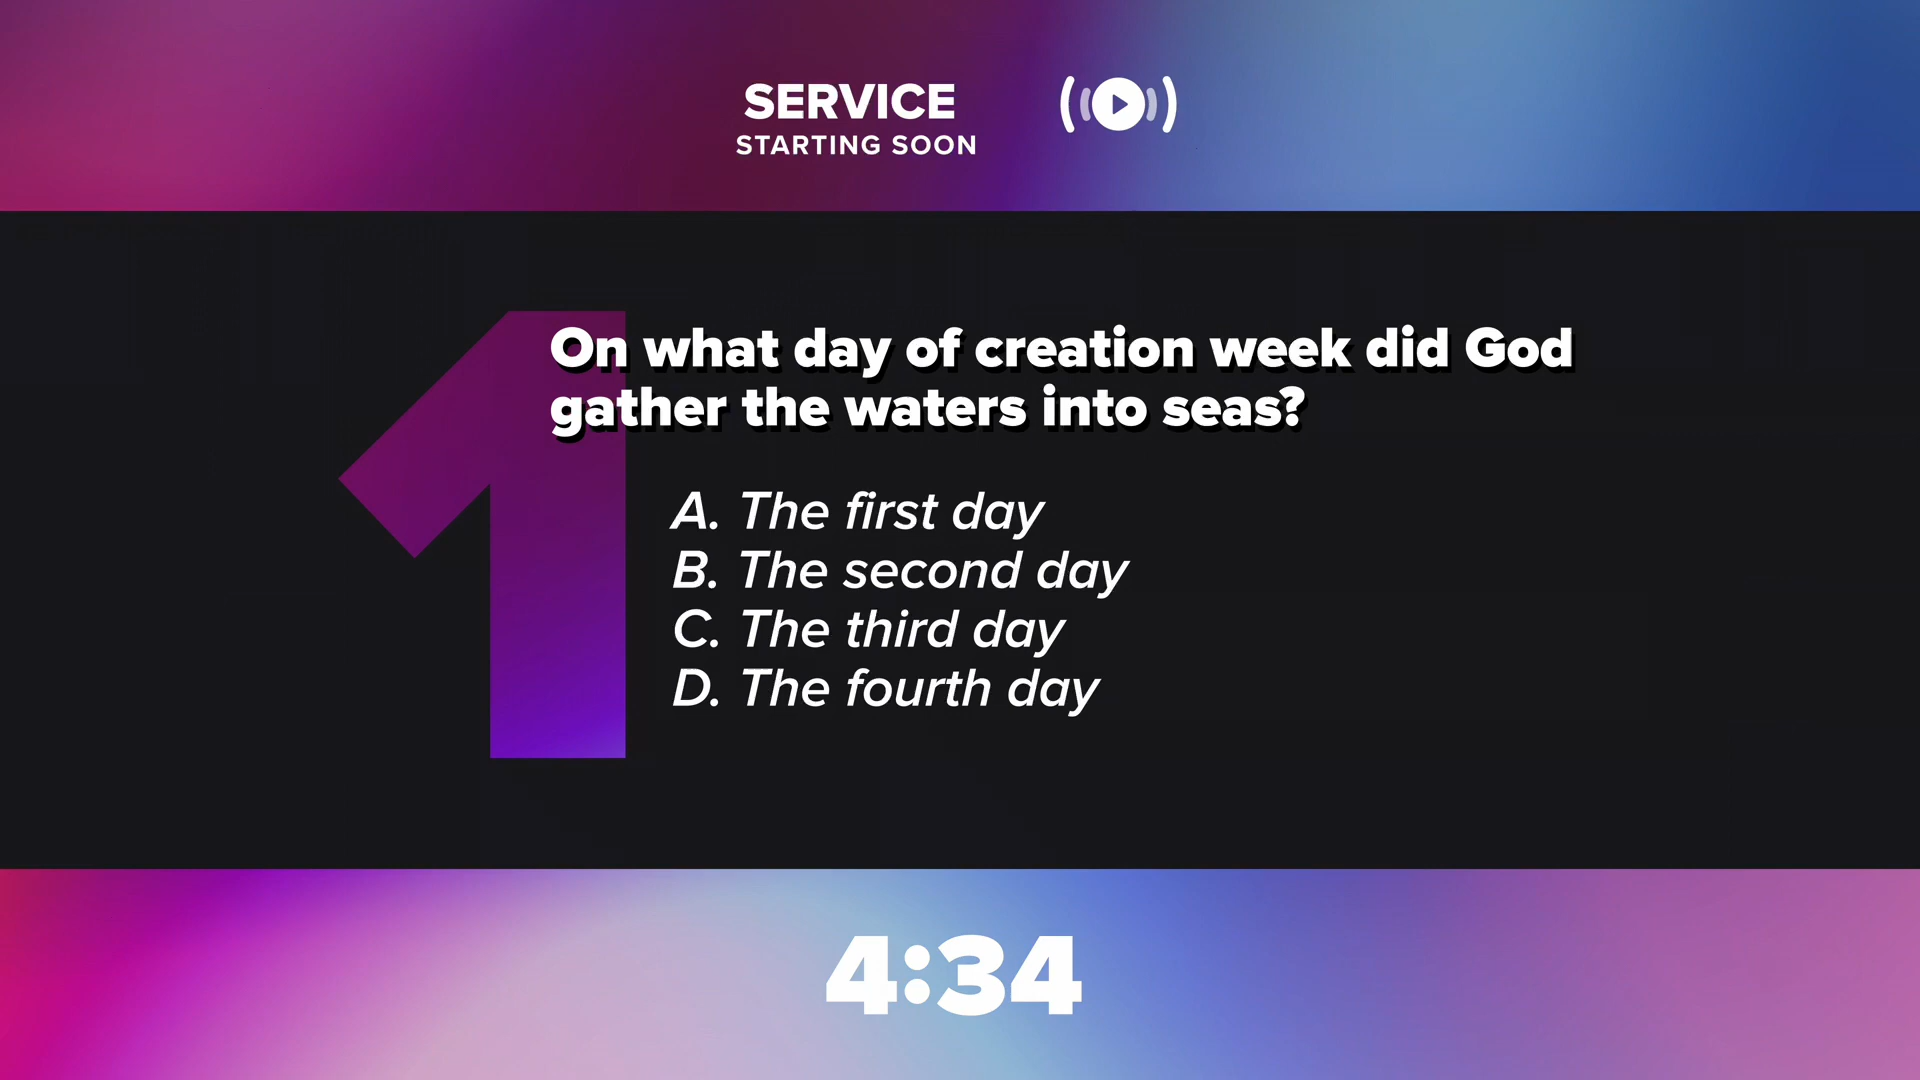 SERVICE
STARTING SOON
1
On what day of creation week did God
gather the waters into seas?
A. The first day
B. The second day
C. The third day
D. The fourth day
4:34